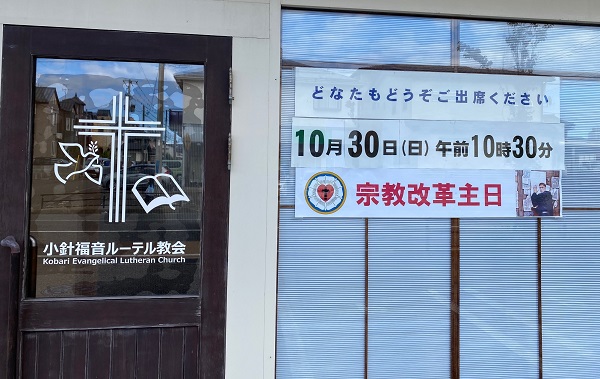 小針福音ルーテル教会
Kobari Evangelical Lutheran Church
どなたもどうぞご出席ください
10月30日(日)午前10時30分
宗教改革主日